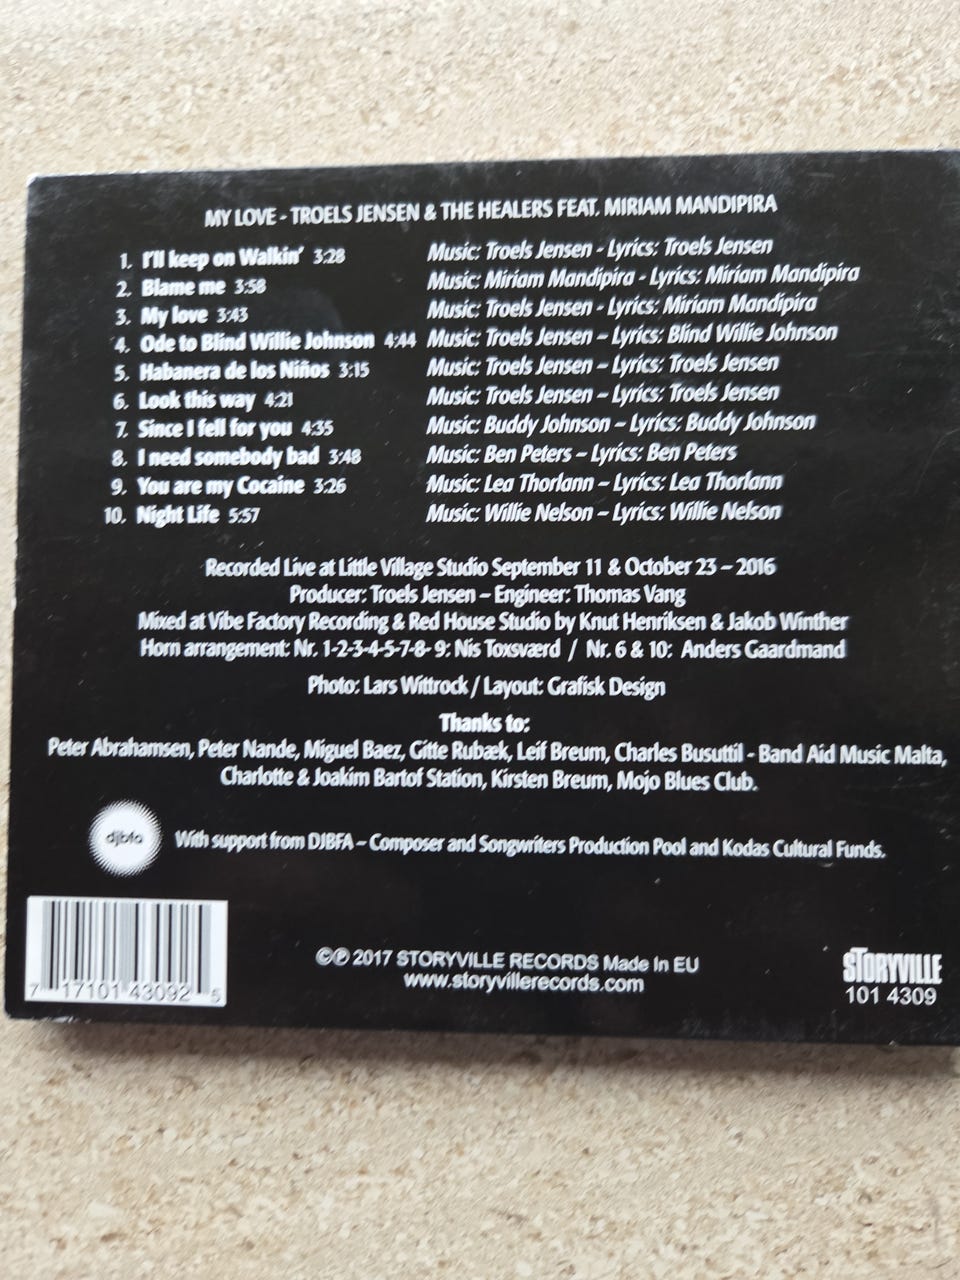 MY LOVE - TROELS JENSEN & THE HEALERS FEAT. MIRIAM MANDIPIRA
1. I'll keep on Walkin' 3:28 Music: Troels Jensen - Lyrics: Troels Jensen
2. Blame me 3:58 Music: Miriam Mandipira - Lyrics: Miriam Mandipira
3. My love 3:43 Music: Troels Jensen - Lyrics: Miriam Mandipira
4. Ode to Blind Willie Johnson 4:44 Music: Troels Jensen – Lyrics: Blind Willie Johnson
5. Habanera de los Niños 3:15 Music: Troels Jensen – Lyrics: Troels Jensen
6. Look this way 4:21 Music: Troels Jensen – Lyrics: Troels Jensen
7. Since I fell for you 4:35 Music: Buddy Johnson – Lyrics: Buddy Johnson
8. I need somebody bad 3:48 Music: Ben Peters – Lyrics: Ben Peters
9. You are my Cocaine 3:26 Music: Lea Thorlann – Lyrics: Lea Thorlann
10. Night Life 5:57 Music: Willie Nelson – Lyrics: Willie Nelson
Recorded Live at Little Village Studio September 11 & October 23 – 2016
Producer: Troels Jensen – Engineer: Thomas Vang
Mixed at Vibe Factory Recording & Red House Studio by Knut Henriksen & Jakob Winther
Horn arrangement: Nr. 1-2-3-4-5-7-8- 9: Nis Toxsværd / Nr. 6 & 10: Anders Gaardmand
Photo: Lars Wittrock / Layout: Grafisk Design
Thanks to:
Peter Abrahamsen, Peter Nande, Miguel Baez, Gitte Rubæk, Leif Breum, Charles Busuttil - Band Aid Music Malta,
Charlotte & Joakim Bartof Station, Kirsten Breum, Mojo Blues Club.
djbfa
With support from DJBFA – Composer and Songwriters Production Pool and Kodas Cultural Funds.
7 17101 43092 5
©℗ 2017 STORYVILLE RECORDS Made In EU
www.storyvillerecords.com
STORYVILLE
101 4309